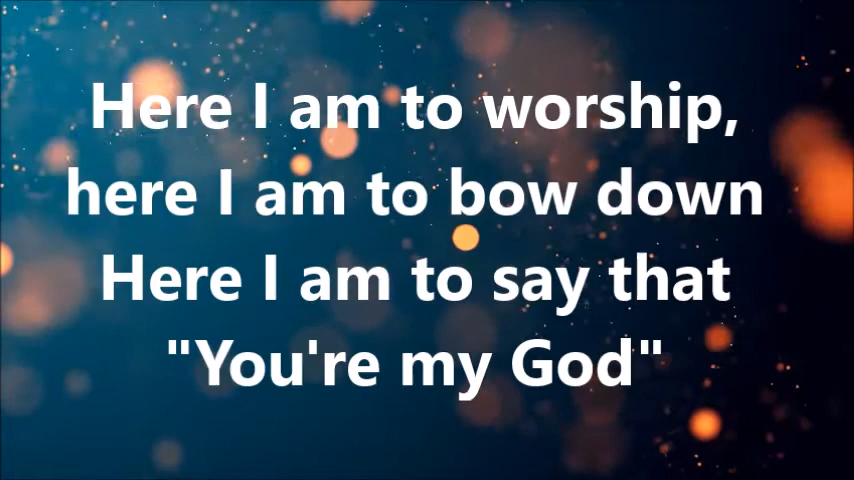 Here I am to worship,
here I am to bow down
Here I am to say that
"You're my God"